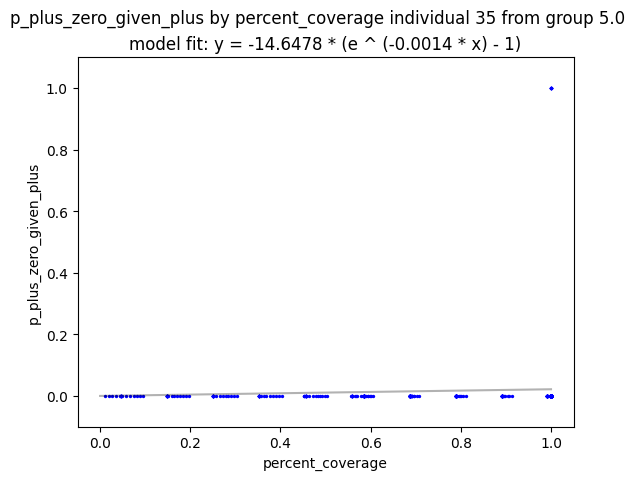 p_plus_zero_given_plus by percent_coverage individual 35 from group 5.0
model fit: y = -14.6478 * (e ^ (-0.0014 * x) - 1)
p_plus_zero_given_plus
1.0
0.8
0.6
0.4
0.2
0.0
0.0 0.2 0.4 0.6 0.8 1.0
percent_coverage